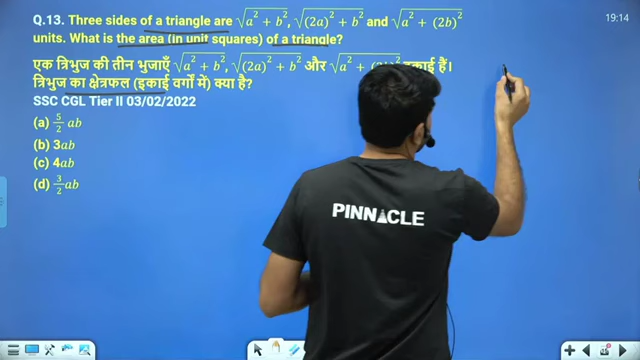 Q.13. Three sides of a triangle are √(a² + b²), √((2a)² + b²) and √(a² + (2b)²)
units. What is the area (in unit squares) of a triangle?
एक त्रिभुज की तीन भुजाएँ √(a² + b²), √((2a)² + b²) और √(a² + हैं।
त्रिभुज का क्षेत्रफल (इकाई वर्गों में) क्या है?
SSC CGL Tier II 03/02/2022
(a) 5/2 ab
(b) 3ab
(c) 4ab
(d) 3/2 ab
19:14
PINNACLE